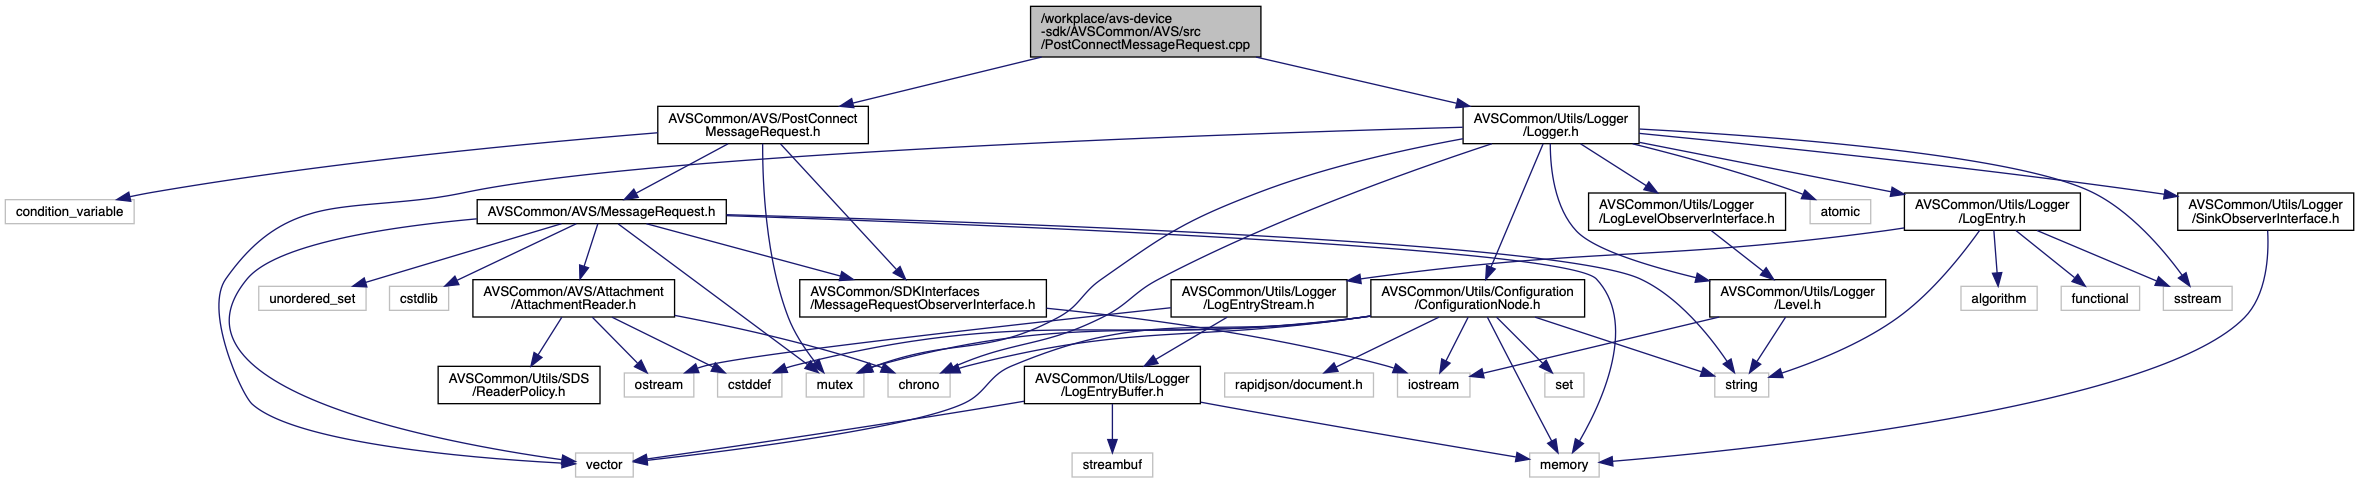 /workplace/avs-device
-sdk/AVSCommon/AVS/src
/PostConnectMessageRequest.cpp
AVSCommon/AVS/PostConnect
MessageRequest.h
AVSCommon/Utils/Logger
/Logger.h
condition_variable
AVSCommon/AVS/MessageRequest.h
AVSCommon/Utils/Logger
/LogLevelObserverInterface.h
atomic
AVSCommon/Utils/Logger
/LogEntry.h
AVSCommon/Utils/Logger
/SinkObserverInterface.h
unordered_set
cstdlib
AVSCommon/AVS/Attachment
/AttachmentReader.h
AVSCommon/SDKInterfaces
/MessageRequestObserverInterface.h
AVSCommon/Utils/Logger
/LogEntryStream.h
AVSCommon/Utils/Configuration
/ConfigurationNode.h
AVSCommon/Utils/Logger
/Level.h
algorithm
functional
sstream
AVSCommon/Utils/SDS
/ReaderPolicy.h
ostream
cstddef
mutex
chrono
AVSCommon/Utils/Logger
/LogEntryBuffer.h
rapidjson/document.h
iostream
set
string
vector
streambuf
memory